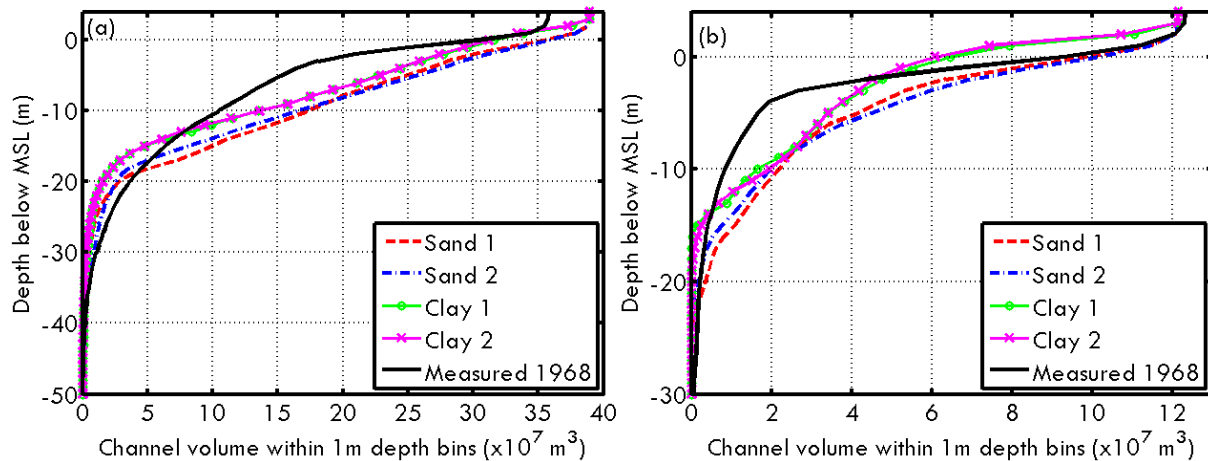 (a)
Depth below MSL (m)
0
-10
-20
-30
-40
-50
0 5 10 15 20 25 30 35 40
Channel volume within 1m depth bins (x10⁷ m³)
Sand 1
Sand 2
Clay 1
Clay 2
Measured 1968
(b)
Depth below MSL (m)
0
-10
-20
-30
0 2 4 6 8 10 12
Channel volume within 1m depth bins (x10⁷ m³)
Sand 1
Sand 2
Clay 1
Clay 2
Measured 1968